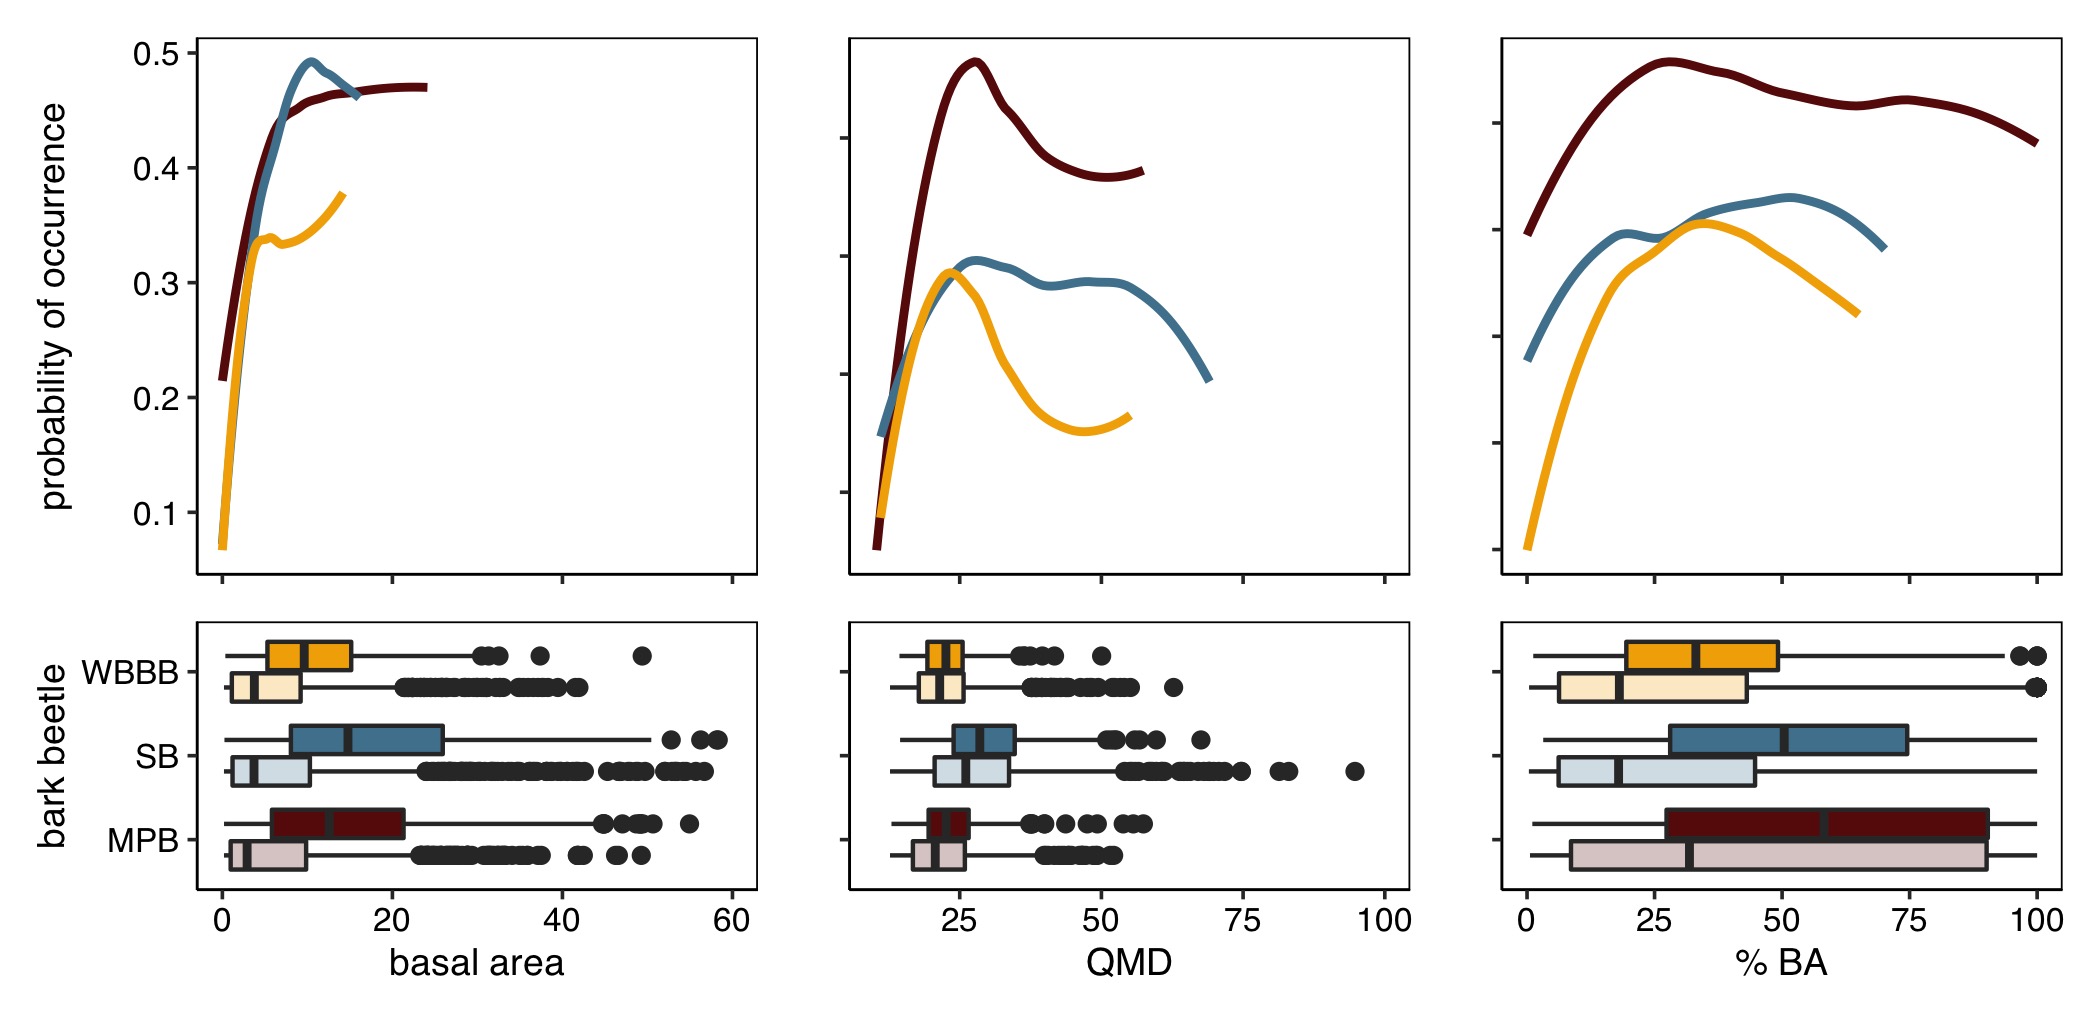 probability of occurrence
0.5
0.4
0.3
0.2
0.1
bark beetle
WBBB
SB
MPB
0 20 40 60
25 50 75 100
0 25 50 75 100
basal area
QMD
% BA